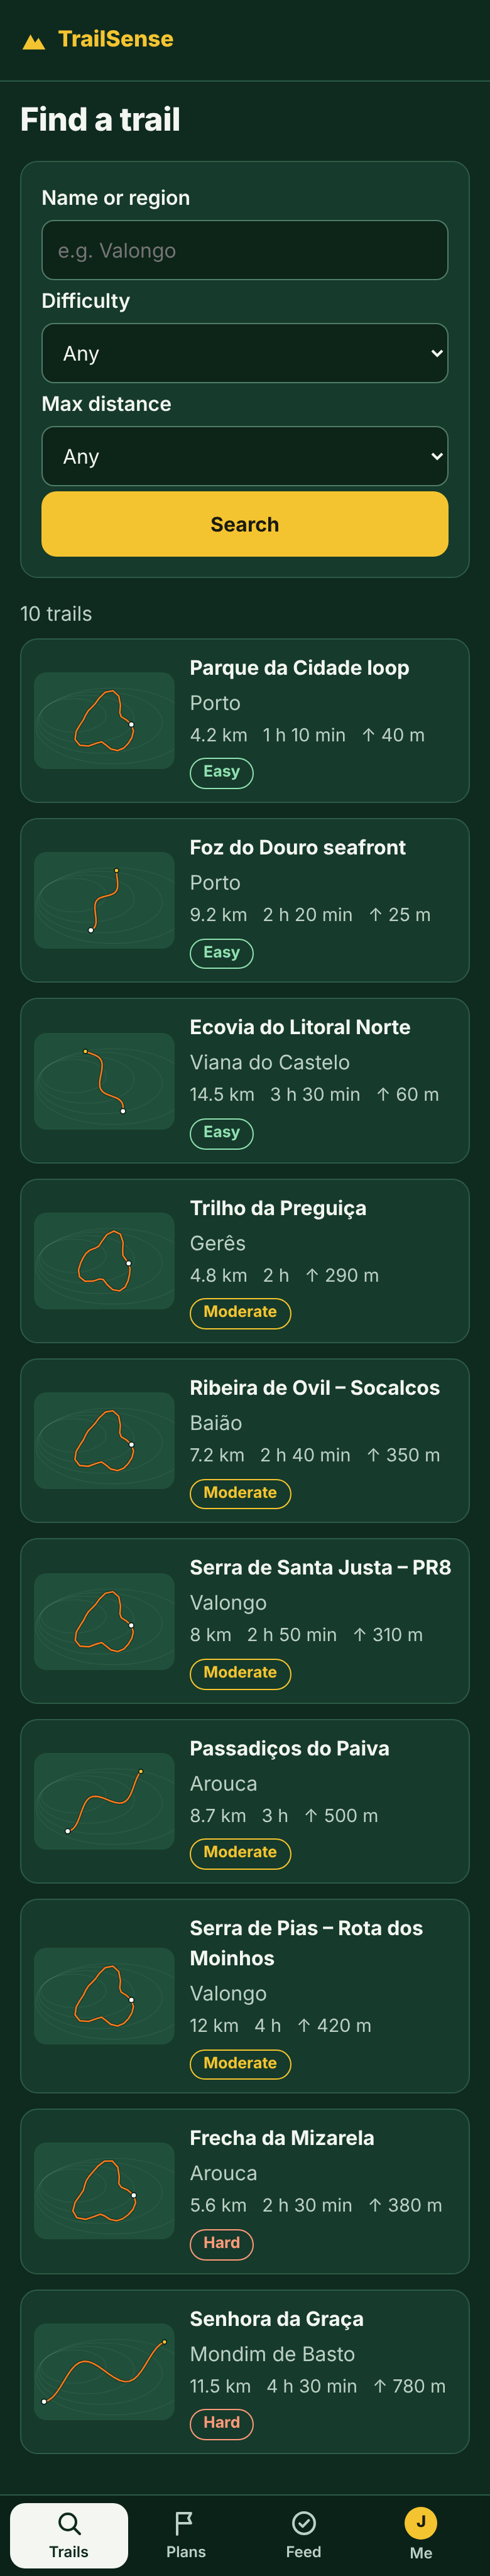 TrailSense
Find a trail
Name or region
e.g. Valongo
Difficulty
Any
Max distance
Any
Search
10 trails
Parque da Cidade loop
Porto
4.2 km 1 h 10 min ↑ 40 m
Easy
Foz do Douro seafront
Porto
9.2 km 2 h 20 min ↑ 25 m
Easy
Ecovia do Litoral Norte
Viana do Castelo
14.5 km 3 h 30 min ↑ 60 m
Easy
Trilho da Preguiça
Gerês
4.8 km 2 h ↑ 290 m
Moderate
Ribeira de Ovil – Socalcos
Baião
7.2 km 2 h 40 min ↑ 350 m
Moderate
Serra de Santa Justa – PR8
Valongo
8 km 2 h 50 min ↑ 310 m
Moderate
Passadiços do Paiva
Arouca
8.7 km 3 h ↑ 500 m
Moderate
Serra de Pias – Rota dos
Moinhos
Valongo
12 km 4 h ↑ 420 m
Moderate
Frecha da Mizarela
Arouca
5.6 km 2 h 30 min ↑ 380 m
Hard
Senhora da Graça
Mondim de Basto
11.5 km 4 h 30 min ↑ 780 m
Hard
J
Trails Plans Feed Me